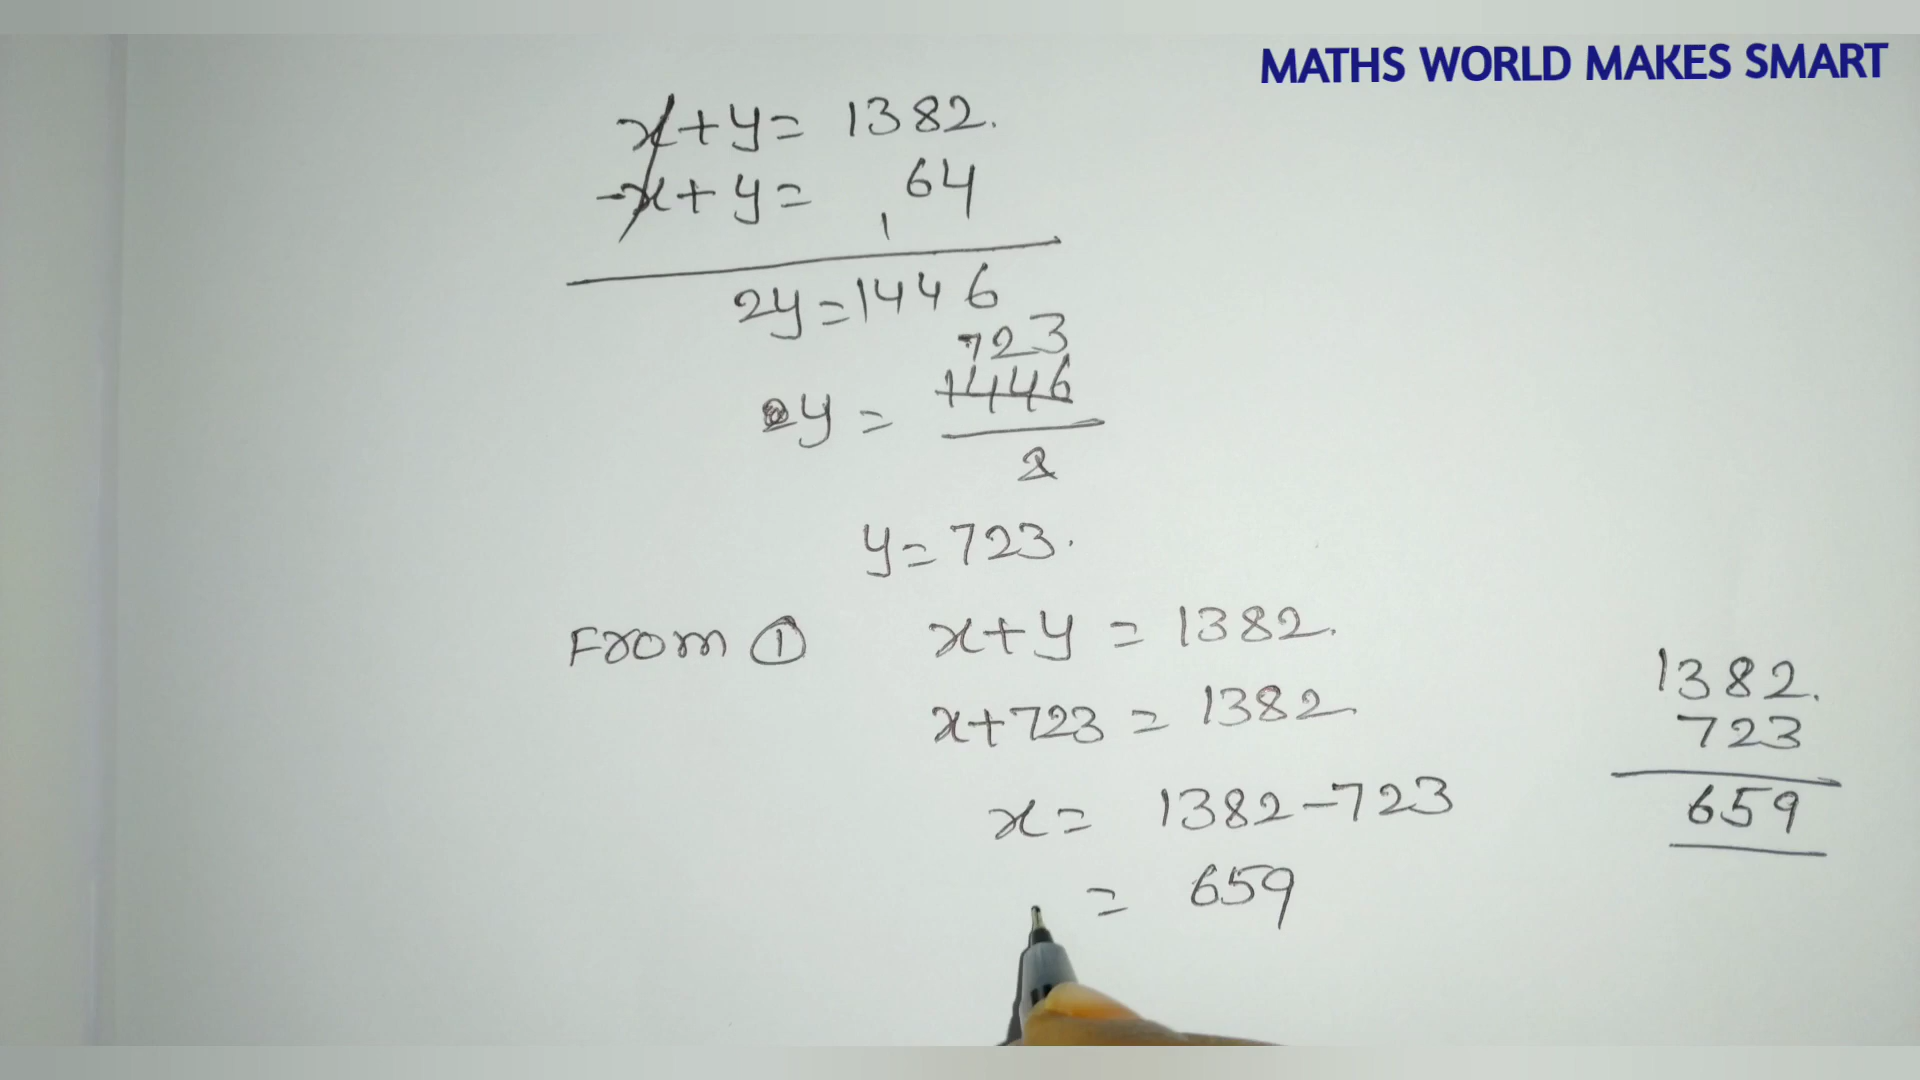 MATHS WORLD MAKES SMART
x+y= 1382.
-x+y= 64
1
2y=1446
723
2y = 1446
2
y=723.
From ① x+y = 1382.
x+723 = 1382.
x= 1382-723
= 659
1382.
723
659